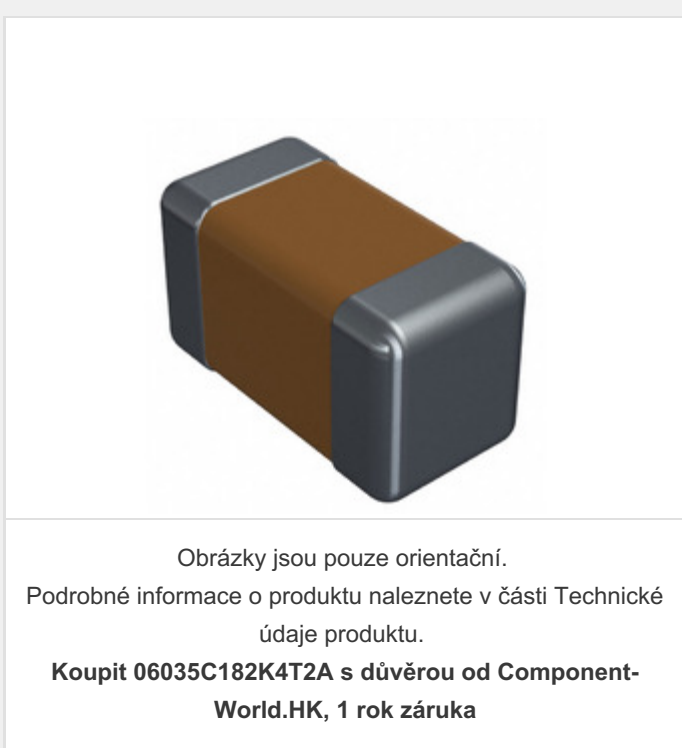 Obrázky jsou pouze orientační.
Podrobné informace o produktu naleznete v části Technické
údaje produktu.
Koupit 06035C182K4T2A s důvěrou od Component-
World.HK, 1 rok záruka